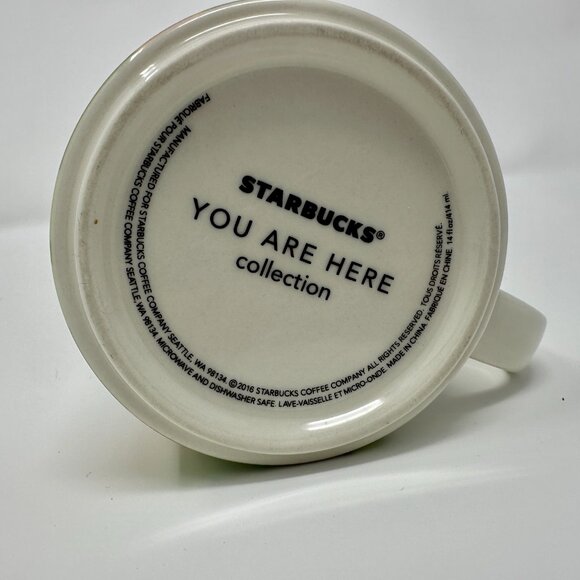 STARBUCKS®
YOU ARE HERE
collection
MANUFACTURED FOR STARBUCKS COFFEE COMPANY SEATTLE, WA 98134. ©2016 STARBUCKS COFFEE COMPANY ALL RIGHTS RESERVED. TOUS DROITS RÉSERVÉ. 14 fl oz/414 ml.
FABRIQUÉ POUR STARBUCKS COFFEE COMPANY SEATTLE, WA 98134. MICROWAVE AND DISHWASHER SAFE. LAVE-VAISSELLE ET MICRO-ONDE. MADE IN CHINA. FABRIQUÉ EN CHINE.